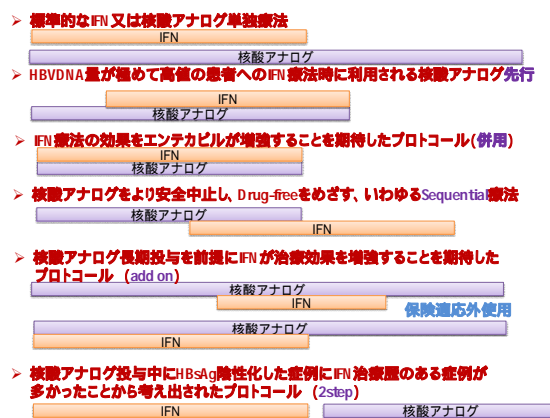 ➢ 標準的なIFN又は核酸アナログ単独療法
IFN
核酸アナログ
➢ HBVDNA量が極めて高値の患者へのIFN療法時に利用される核酸アナログ先行
IFN
核酸アナログ
➢ IFN療法の効果をエンテカビルが増強することを期待したプロトコール(併用)
IFN
核酸アナログ
➢ 核酸アナログをより安全中止し、Drug-freeをめざす、いわゆるSequential療法
核酸アナログ
IFN
➢ 核酸アナログ長期投与を前提にIFNが治療効果を増強することを期待した
プロトコール (add on)
核酸アナログ
IFN
保険適応外使用
核酸アナログ
IFN
➢ 核酸アナログ投与中にHBsAg陰性化した症例にIFN治療歴のある症例が
多かったことから考え出されたプロトコール (2step)
IFN
核酸アナログ